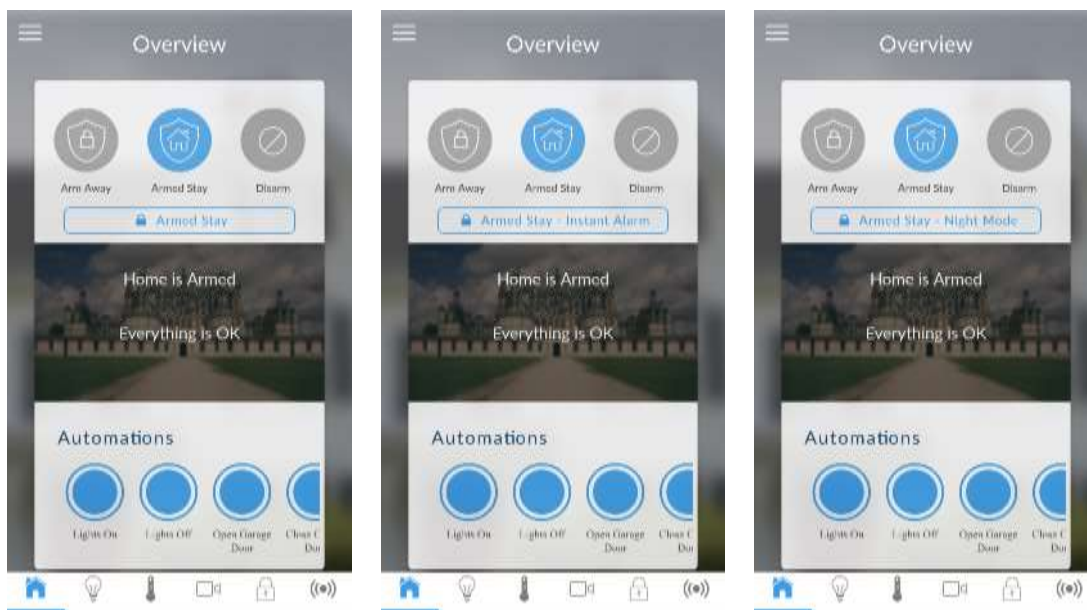 Overview
Arm Away
Armed Stay
Disarm
Armed Stay
Home is Armed
Everything is OK
Automations
Lights On
Lights Off
Open Garage
Door
Overview
Arm Away
Armed Stay
Disarm
Armed Stay - Instant Alarm
Home is Armed
Everything is OK
Automations
Lights On
Lights Off
Open Garage
Door
Overview
Arm Away
Armed Stay
Disarm
Armed Stay - Night Mode
Home is Armed
Everything is OK
Automations
Lights On
Lights Off
Open Garage
Door